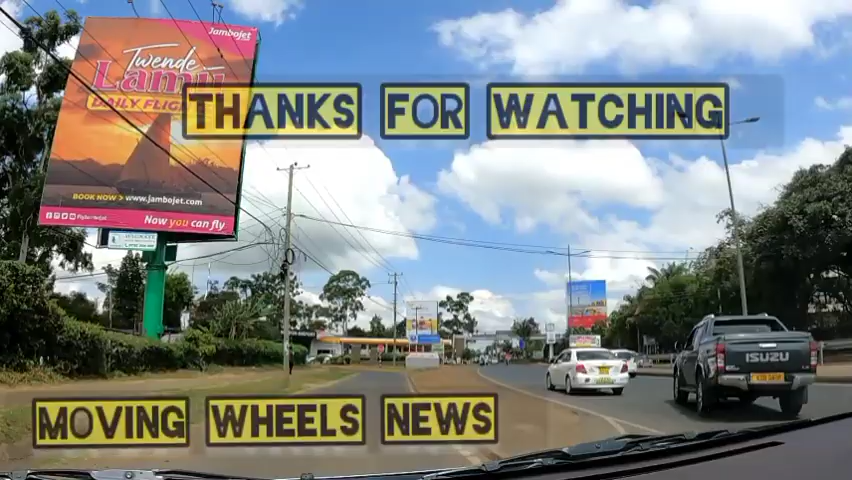 Jambojet
Twende
Lamu
DAILY FLIGHTS
THANKS FOR WATCHING
BOOK NOW > www.jambojet.com
Now you can fly
ISUZU
MOVING WHEELS NEWS